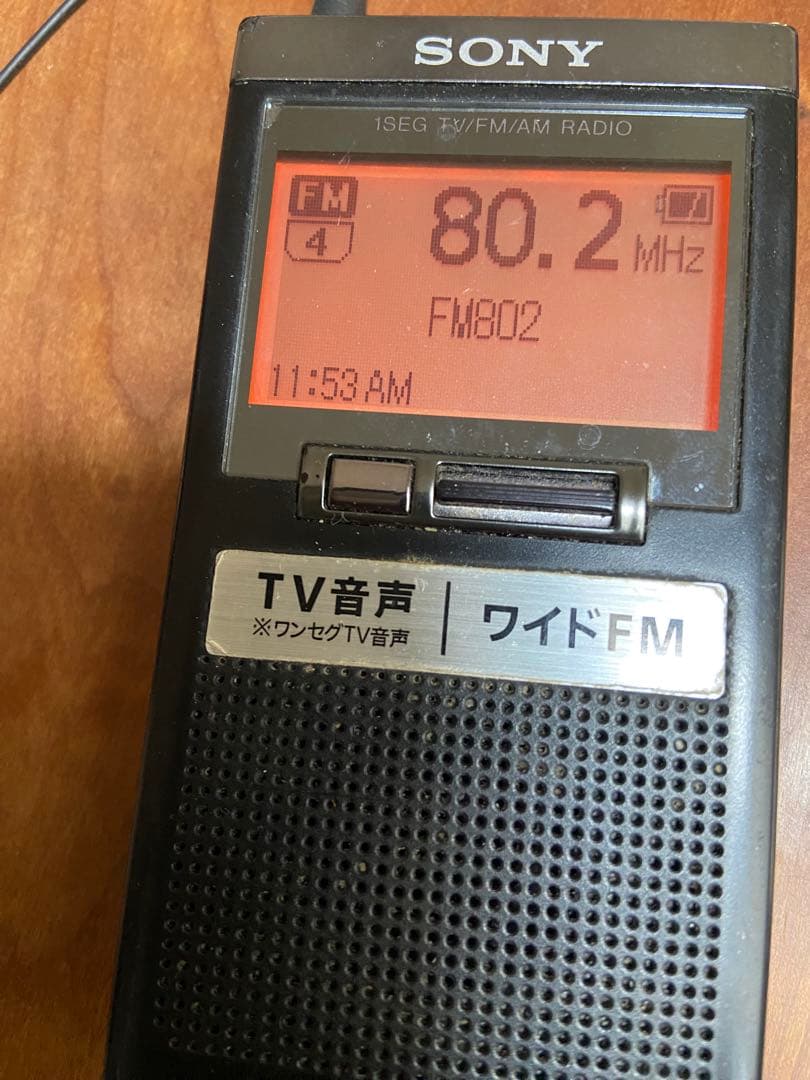 SONY
1SEG TV/FM/AM RADIO
FM 80.2 MHz
4
FM802
11:53 AM
TV音声 | ワイドFM
※ワンセグTV音声